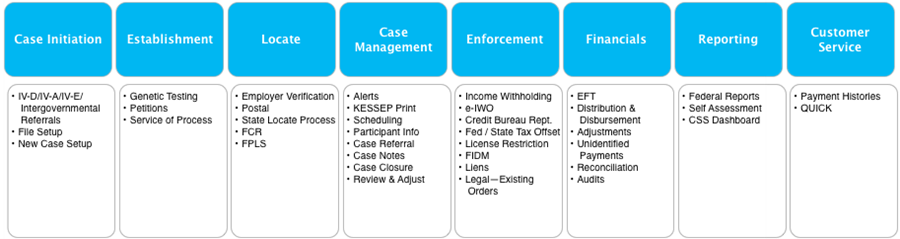 Case Initiation
• IV-D/IV-A/IV-E/
Intergovernmental
Referrals
• File Setup
• New Case Setup
Establishment
• Genetic Testing
• Petitions
• Service of Process
Locate
• Employer Verification
• Postal
• State Locate Process
• FCR
• FPLS
Case
Management
• Alerts
• KESSEP Print
• Scheduling
• Participant Info
• Case Referral
• Case Notes
• Case Closure
• Review & Adjust
Enforcement
• Income Withholding
• e-IWO
• Credit Bureau Rept.
• Fed / State Tax Offset
• License Restriction
• FIDM
• Liens
• Legal—Existing
Orders
Financials
• EFT
• Distribution &
Disbursement
• Adjustments
• Unidentified
Payments
• Reconciliation
• Audits
Reporting
• Federal Reports
• Self Assessment
• CSS Dashboard
Customer
Service
• Payment Histories
• QUICK